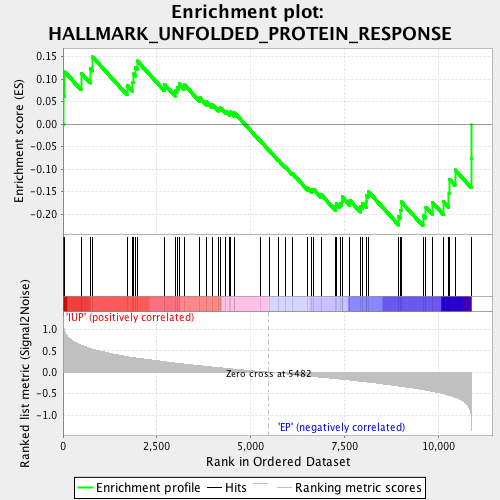 Enrichment plot:
HALLMARK_UNFOLDED_PROTEIN_RESPONSE
Enrichment score (ES)
0.15
0.10
0.05
0.00
-0.05
-0.10
-0.15
-0.20
Ranked list metric (Signal2Noise)
1.0
0.5
0.0
-0.5
-1.0
'IUP' (positively correlated)
Zero cross at 5482
'EP' (negatively correlated)
0
2,500
5,000
7,500
10,000
Rank in Ordered Dataset
Enrichment profile
Hits
Ranking metric scores